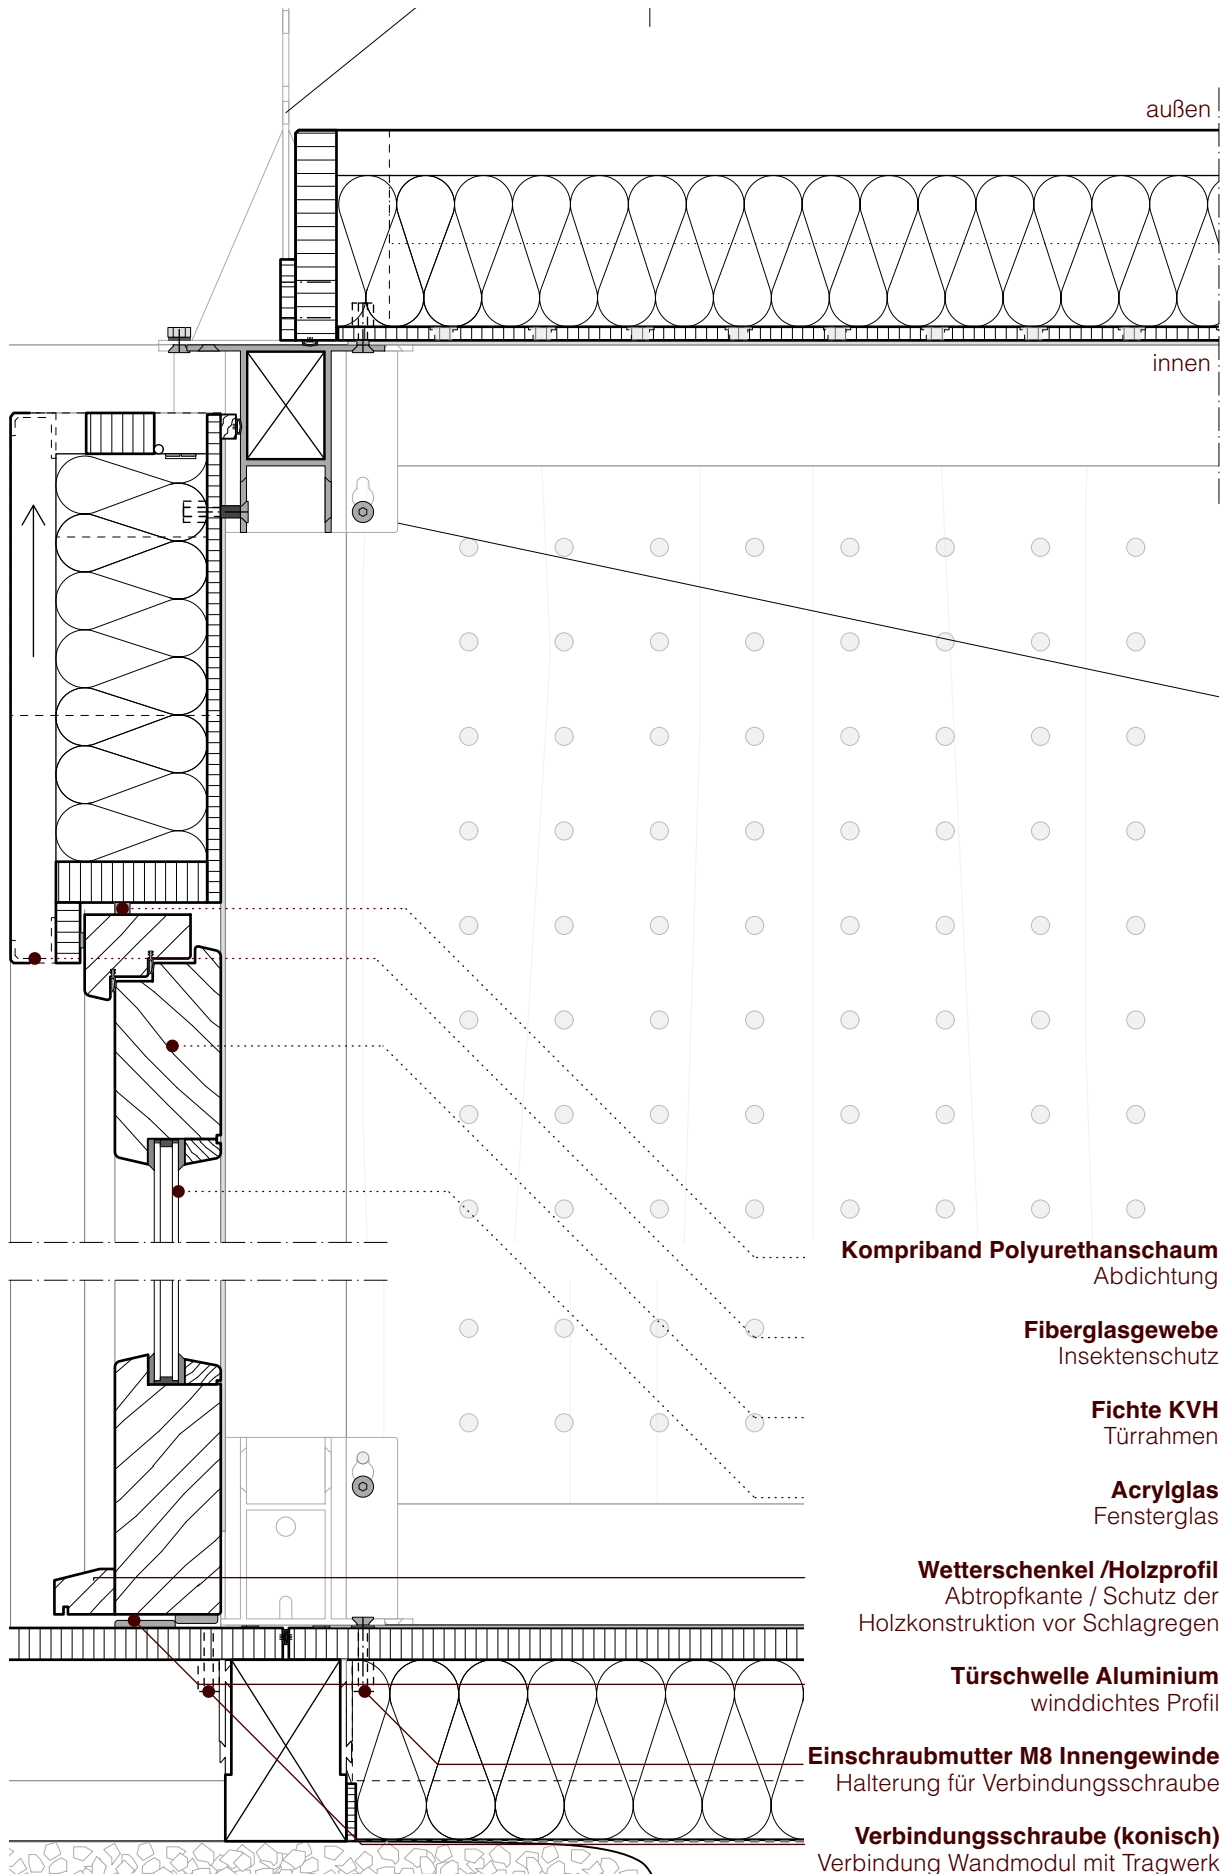 außen
innen
Kompriband Polyurethanschaum
Abdichtung
Fiberglasgewebe
Insektenschutz
Fichte KVH
Türrahmen
Acrylglas
Fensterglas
Wetterschenkel /Holzprofil
Abtropfkante / Schutz der
Holzkonstruktion vor Schlagregen
Türschwelle Aluminium
winddichtes Profil
Einschraubmutter M8 Innengewinde
Halterung für Verbindungsschraube
Verbindungsschraube (konisch)
Verbindung Wandmodul mit Tragwerk